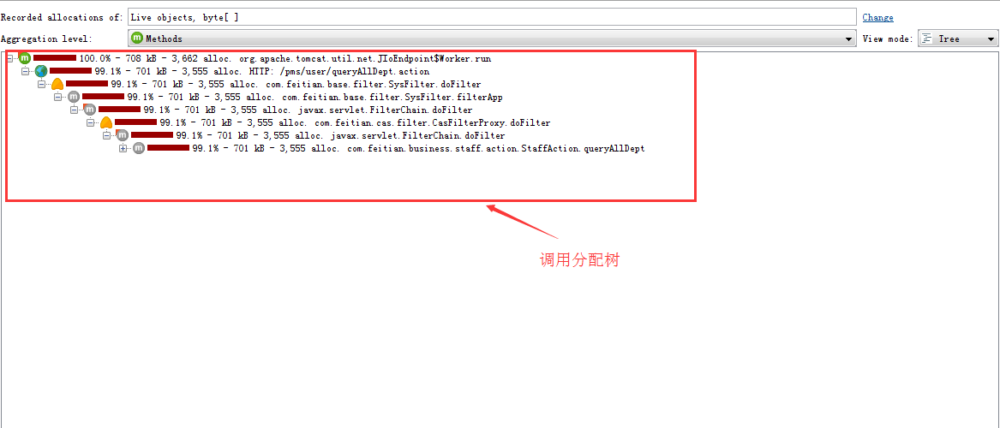 Recorded allocations of: Live objects, byte[ ] Change
Aggregation level: m Methods View mode: Tree
m 100.0% - 708 kB - 3,662 alloc. org.apache.tomcat.util.net.JIoEndpoint$Worker.run
99.1% - 701 kB - 3,555 alloc. HTTP: /pms/user/queryAllDept.action
99.1% - 701 kB - 3,555 alloc. com.feitian.base.filter.SysFilter.doFilter
m 99.1% - 701 kB - 3,555 alloc. com.feitian.base.filter.SysFilter.filterApp
m 99.1% - 701 kB - 3,555 alloc. javax.servlet.FilterChain.doFilter
99.1% - 701 kB - 3,555 alloc. com.feitian.cas.filter.CasFilterProxy.doFilter
m 99.1% - 701 kB - 3,555 alloc. javax.servlet.FilterChain.doFilter
m 99.1% - 701 kB - 3,555 alloc. com.feitian.business.staff.action.StaffAction.queryAllDept
调用分配树